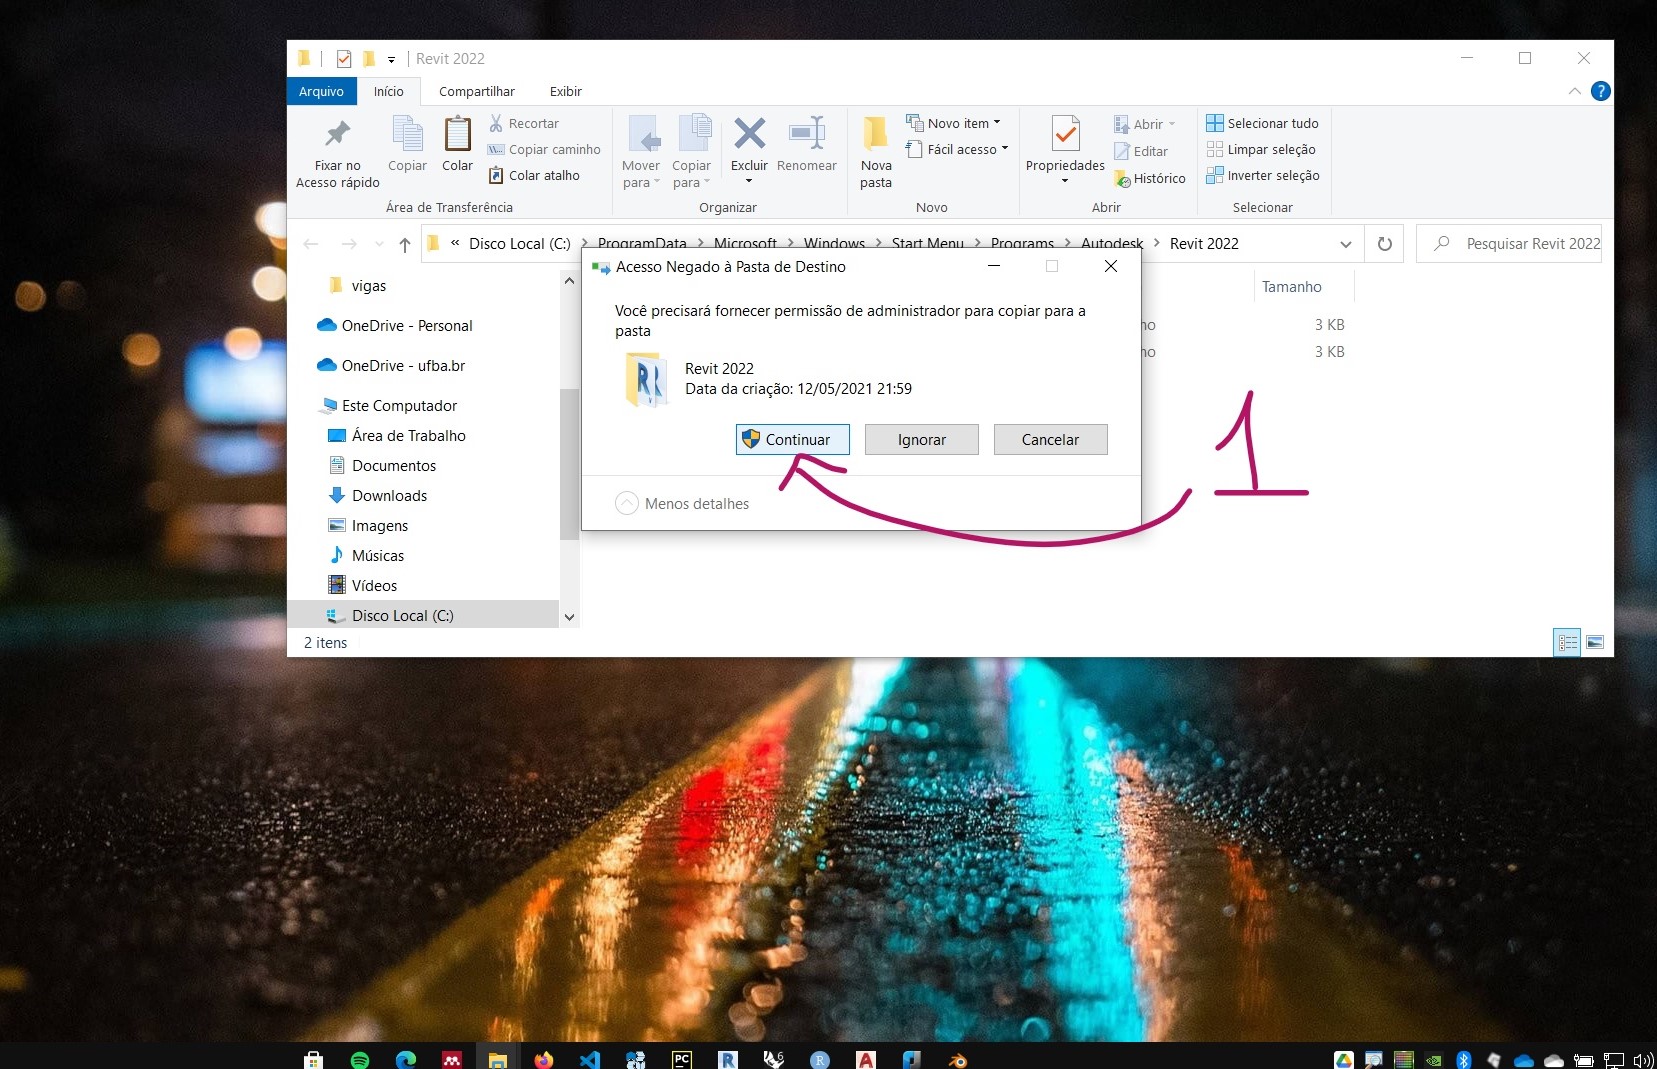 Revit 2022
Arquivo Início Compartilhar Exibir
Fixar no Acesso rápido
Copiar
Colar
Recortar
Copiar caminho
Colar atalho
Área de Transferência
Mover para
Copiar para
Excluir
Renomear
Organizar
Nova pasta
Novo item
Fácil acesso
Novo
Propriedades
Abrir
Editar
Histórico
Abrir
Selecionar tudo
Limpar seleção
Inverter seleção
Selecionar
« Disco Local (C:) > ProgramData > Microsoft > Windows > Start Menu > Programs > Autodesk > Revit 2022
Pesquisar Revit 2022
vigas
OneDrive - Personal
OneDrive - ufba.br
Este Computador
Área de Trabalho
Documentos
Downloads
Imagens
Músicas
Vídeos
Disco Local (C:)
2 itens
Tamanho
3 KB
3 KB
Acesso Negado à Pasta de Destino
Você precisará fornecer permissão de administrador para copiar para a
pasta
Revit 2022
Data da criação: 12/05/2021 21:59
Continuar Ignorar Cancelar
Menos detalhes
1
PC